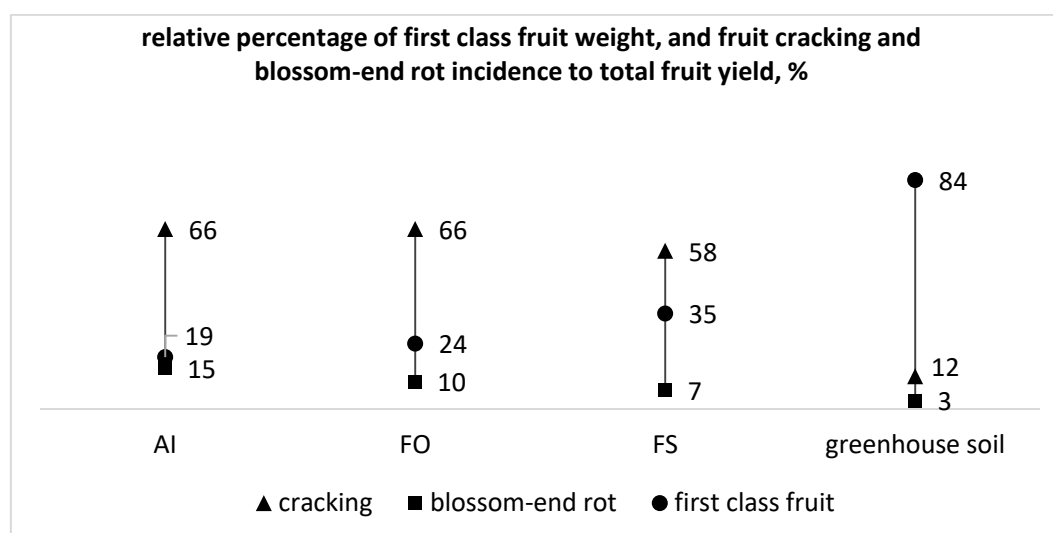 relative percentage of first class fruit weight, and fruit cracking and
blossom-end rot incidence to total fruit yield, %
84
66
66
58
35
19
24
12
15
10
7
3
AI
FO
FS
greenhouse soil
cracking
blossom-end rot
first class fruit